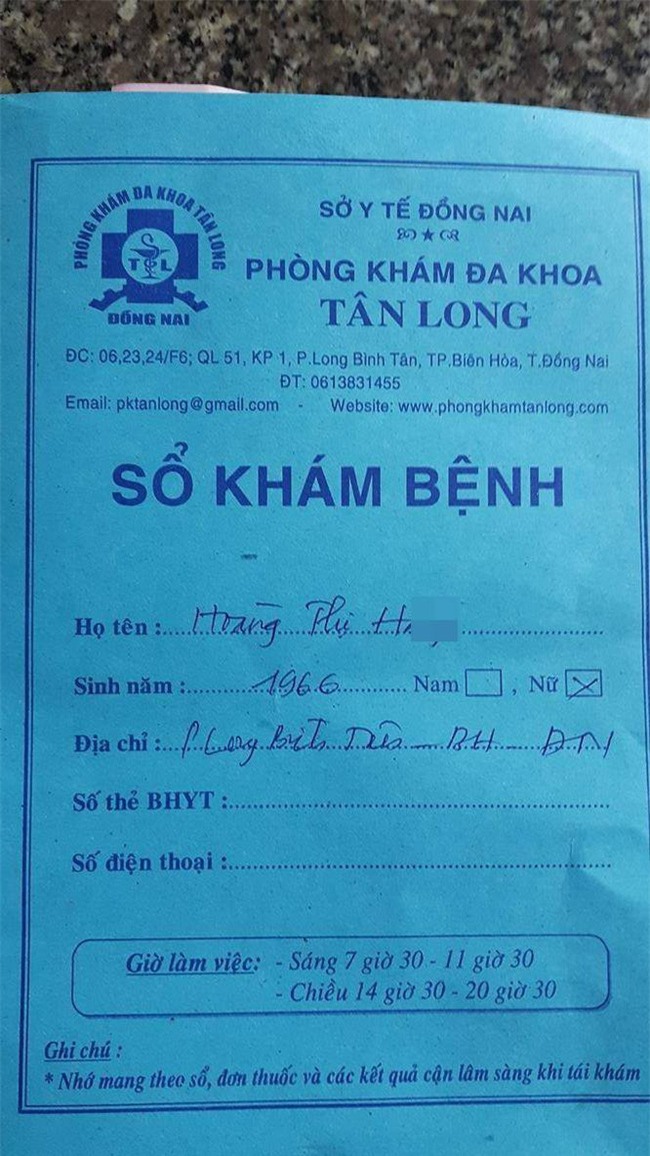 PHÒNG KHÁM ĐA KHOA TÂN LONG
T L
ĐỒNG NAI
SỞ Y TẾ ĐỒNG NAI
PHÒNG KHÁM ĐA KHOA
TÂN LONG
ĐC: 06,23,24/F6; QL 51, KP 1, P.Long Bình Tân, TP.Biên Hòa, T.Đồng Nai
ĐT: 0613831455
Email: pktanlong@gmail.com - Website: www.phongkhamtanlong.com
SỔ KHÁM BỆNH
Họ tên : Hoàng Thị
Sinh năm : 1966 Nam , Nữ
Địa chỉ : P Long Bình Tân - BH - ĐN
Số thẻ BHYT :
Số điện thoại :
Giờ làm việc: - Sáng 7 giờ 30 - 11 giờ 30
- Chiều 14 giờ 30 - 20 giờ 30
Ghi chú :
* Nhớ mang theo sổ, đơn thuốc và các kết quả cận lâm sàng khi tái khám